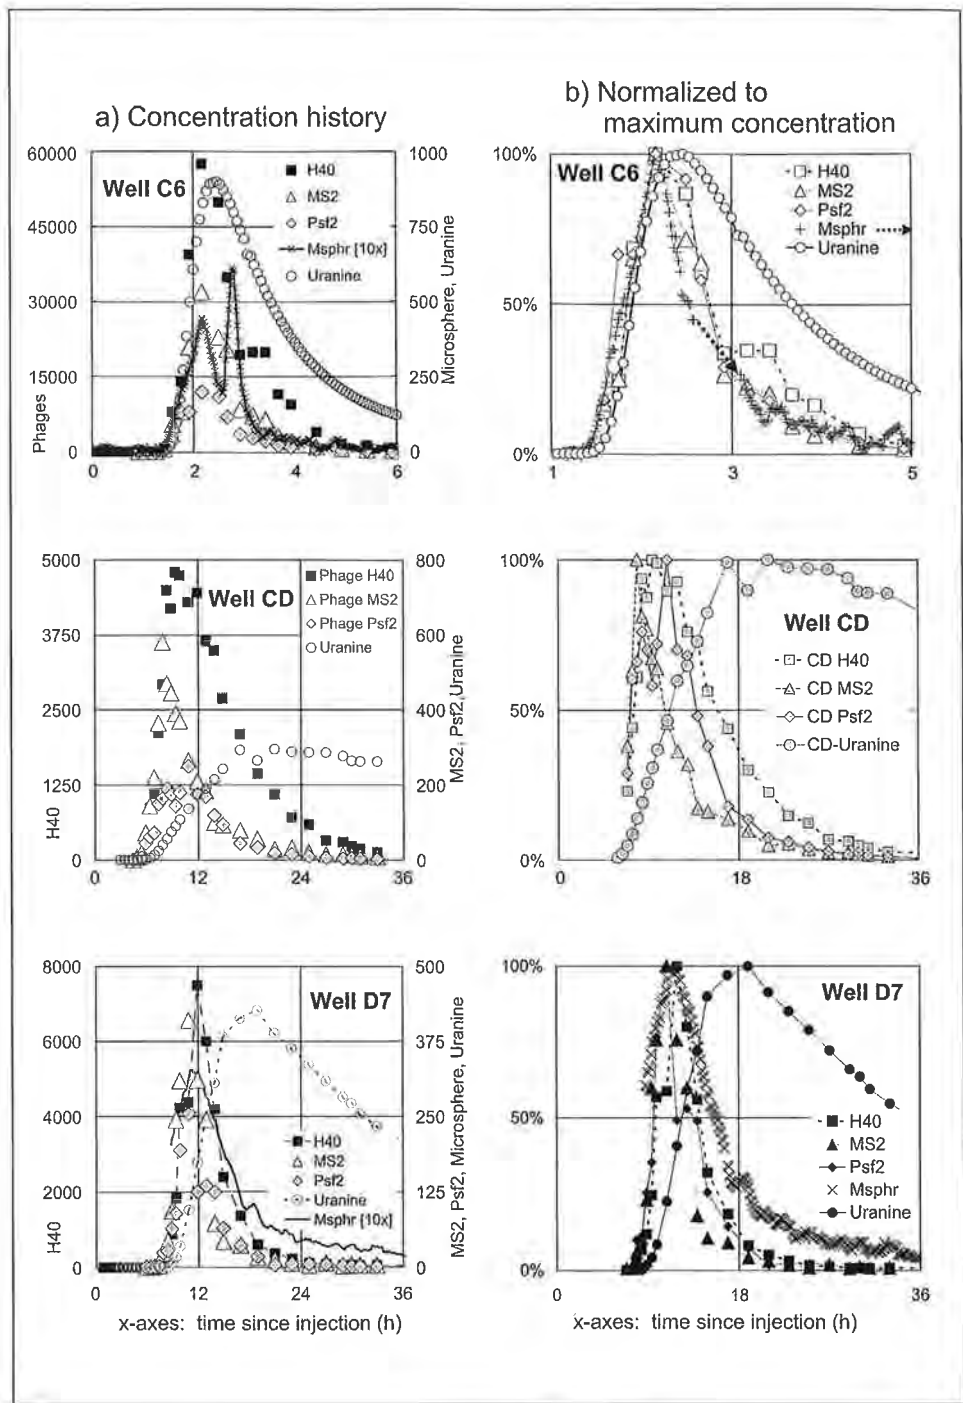 a) Concentration history
b) Normalized to
maximum concentration
60000
45000
30000
15000
0
Phages
Well C6
H40
MS2
Psf2
Msphr [10x]
Uranine
1000
750
500
250
0
Microsphere, Uranine
0
2
4
6
100%
50%
0%
Well C6
H40
MS2
Psf2
Msphr
Uranine
1
3
5
5000
3750
2500
1250
0
H40
Well CD
Phage H40
Phage MS2
Phage Psf2
Uranine
800
600
400
200
0
MS2, Psf2, Uranine
0
12
24
36
100%
50%
0%
Well CD
CD H40
CD MS2
CD Psf2
CD-Uranine
0
18
36
8000
6000
4000
2000
0
H40
Well D7
H40
MS2
Psf2
Uranine
Msphr [10x]
500
375
250
125
0
MS2, Psf2, Microsphere, Uranine
0
12
24
36
x-axes: time since injection (h)
100%
50%
0%
Well D7
H40
MS2
Psf2
Msphr
Uranine
0
18
36
x-axes: time since injection (h)